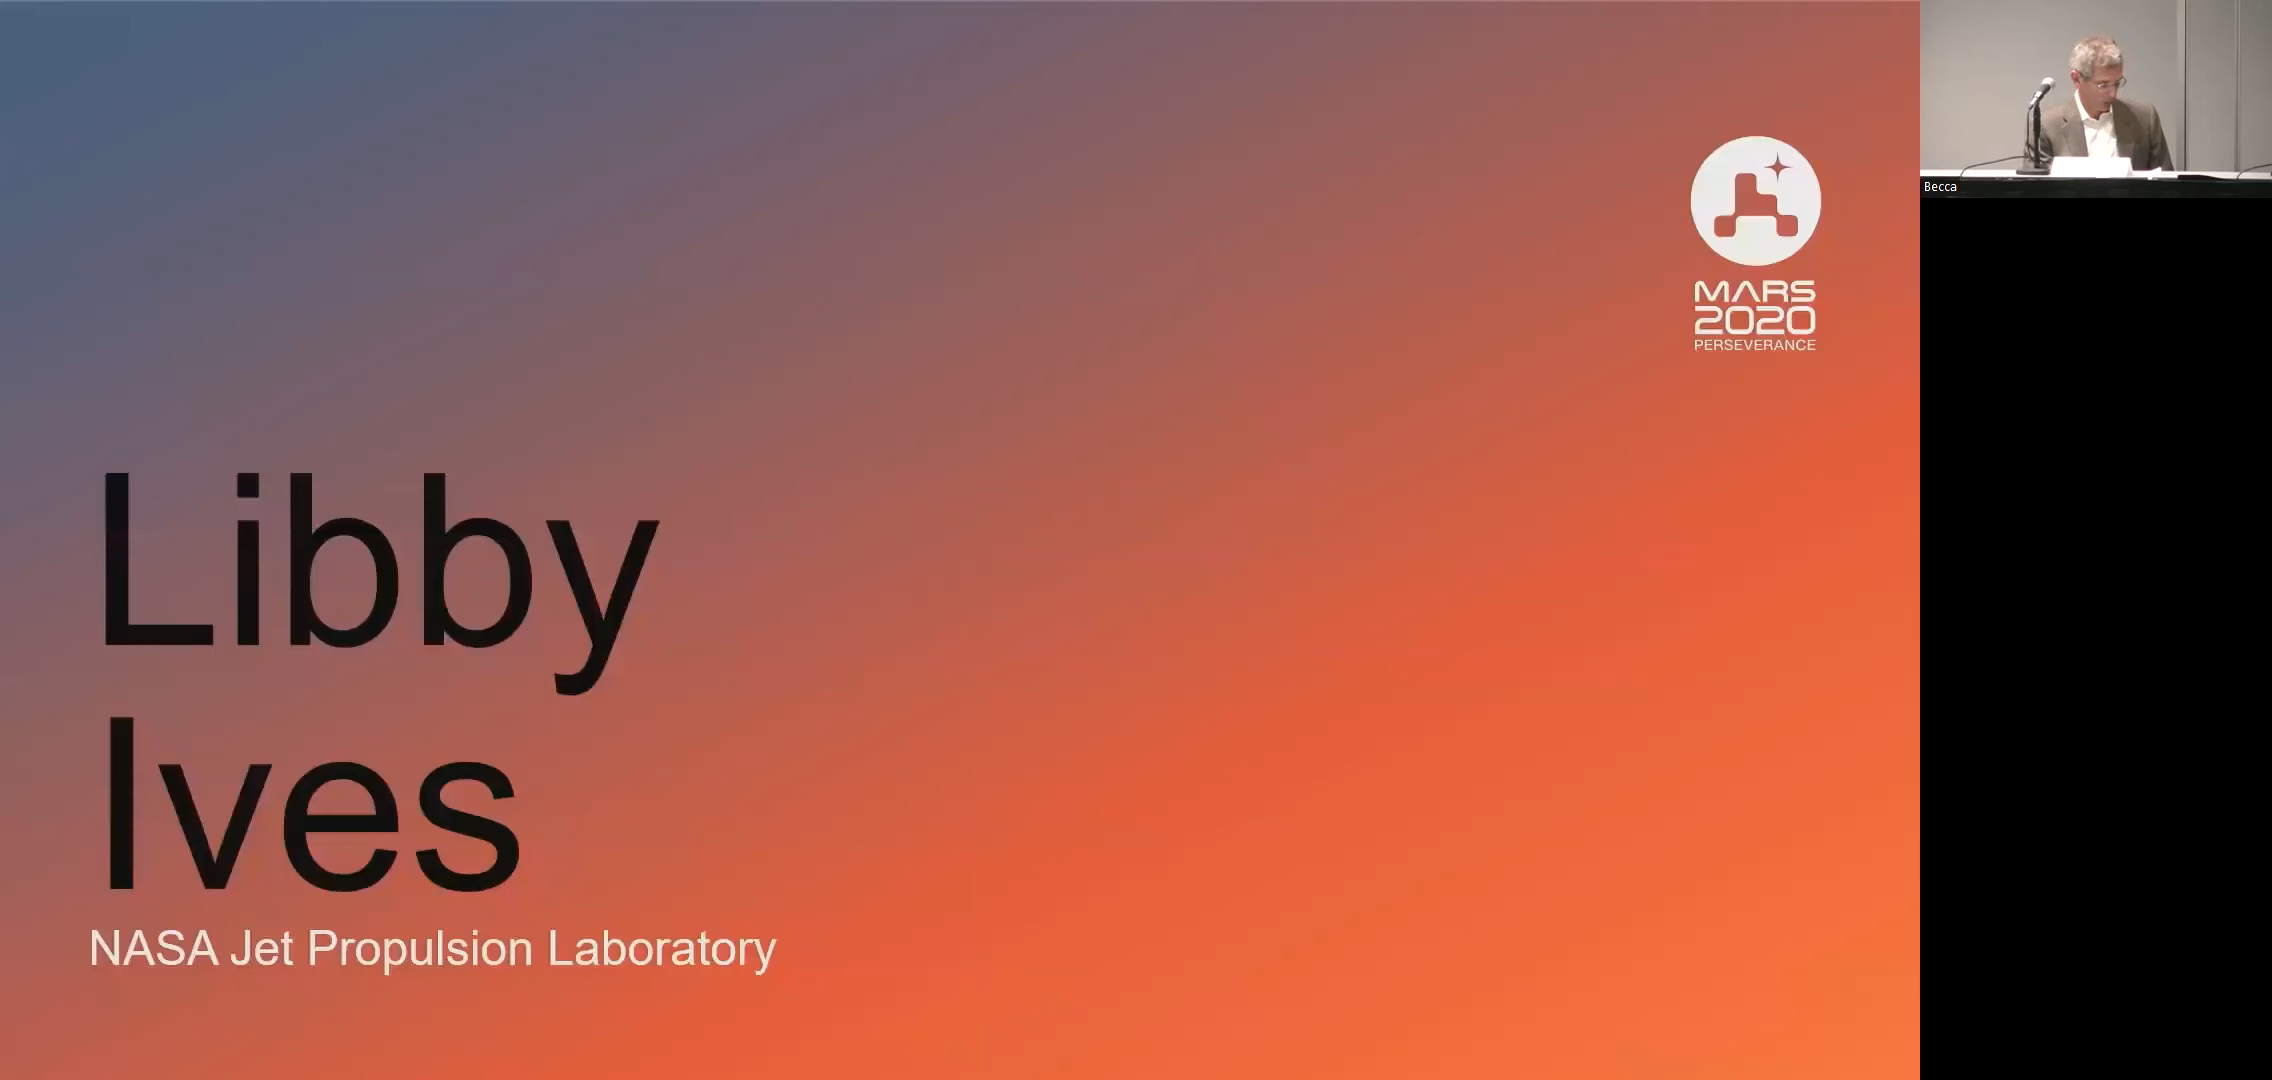 MARS
2020
PERSEVERANCE
Libby
Ives
NASA Jet Propulsion Laboratory
Becca